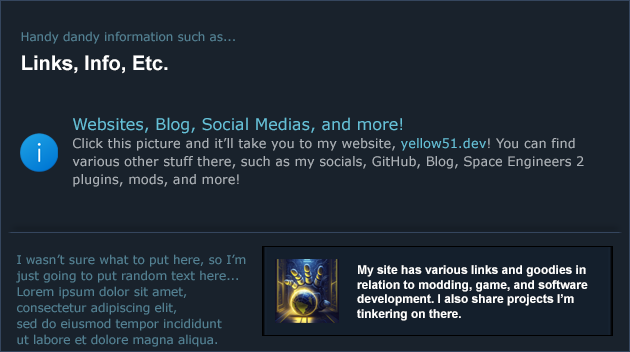 Handy dandy information such as...
Links, Info, Etc.
i
Websites, Blog, Social Medias, and more!
Click this picture and it’ll take you to my website, yellow51.dev! You can find
various other stuff there, such as my socials, GitHub, Blog, Space Engineers 2
plugins, mods, and more!
I wasn’t sure what to put here, so I’m
just going to put random text here...
Lorem ipsum dolor sit amet,
consectetur adipiscing elit,
sed do eiusmod tempor incididunt
ut labore et dolore magna aliqua.
My site has various links and goodies in
relation to modding, game, and software
development. I also share projects I’m
tinkering on there.